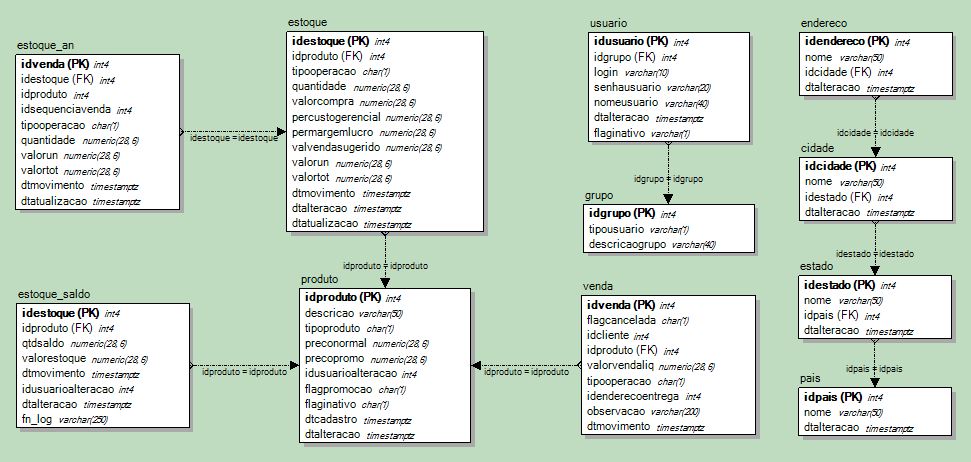 estoque_an
idvenda (PK) int4
idestoque (FK) int4
idproduto int4
idsequenciavenda int4
tipooperacao char(1)
quantidade numeric(28,6)
valorun numeric(28,6)
valortot numeric(28,6)
dtmovimento timestamptz
dtatualizacao timestamptz
idestoque = idestoque
estoque
idestoque (PK) int4
idproduto (FK) int4
tipooperacao char(1)
quantidade numeric(28,6)
valorcompra numeric(28,6)
percustogerencial numeric(28,6)
permargemlucro numeric(28,6)
valvendasugerido numeric(28,6)
valorun numeric(28,6)
valortot numeric(28,6)
dtmovimento timestamptz
dtalteracao timestamptz
dtatualizacao timestamptz
idproduto = idproduto
usuario
idusuario (PK) int4
idgrupo (FK) int4
login varchar(10)
senhausuario varchar(20)
nomeusuario varchar(40)
dtalteracao timestamptz
flaginativo varchar(1)
idgrupo = idgrupo
grupo
idgrupo (PK) int4
tipousuario varchar(1)
descricaogrupo varchar(40)
endereco
idendereco (PK) int4
nome varchar(50)
idcidade (FK) int4
dtalteracao timestamptz
idcidade = idcidade
cidade
idcidade (PK) int4
nome varchar(50)
idestado (FK) int4
dtalteracao timestamptz
idestado = idestado
estado
idestado (PK) int4
nome varchar(50)
idpais (FK) int4
dtalteracao timestamptz
idpais = idpais
pais
idpais (PK) int4
nome varchar(50)
dtalteracao timestamptz
estoque_saldo
idestoque (PK) int4
idproduto (FK) int4
qtdsaldo numeric(28,6)
valorestoque numeric(28,6)
dtmovimento timestamptz
idusuarioalteracao int4
dtalteracao timestamptz
fn_log varchar(250)
idproduto = idproduto
produto
idproduto (PK) int4
descricao varchar(50)
tipoproduto char(1)
preconormal numeric(28,6)
precopromo numeric(28,6)
idusuarioalteracao int4
flagpromocao char(1)
flaginativo char(1)
dtcadastro timestamptz
dtalteracao timestamptz
idproduto = idproduto
venda
idvenda (PK) int4
flagcancelada char(1)
idcliente int4
idproduto (FK) int4
valorvendaliq numeric(28,6)
tipooperacao char(1)
idenderecoentrega int4
observacao varchar(200)
dtmovimento timestamptz